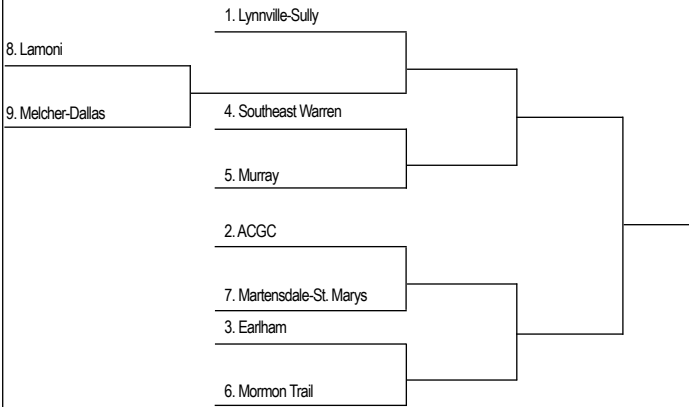 1. Lynnville-Sully
8. Lamoni
9. Melcher-Dallas
4. Southeast Warren
5. Murray
2. ACGC
7. Martensdale-St. Marys
3. Earlham
6. Mormon Trail